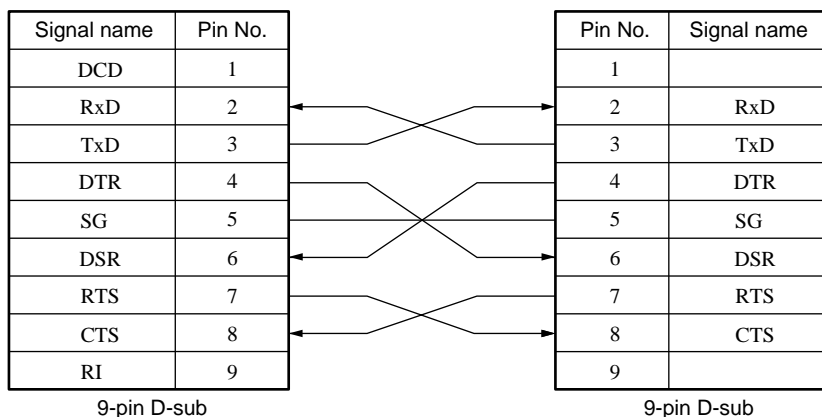 Signal name Pin No. Pin No. Signal name
DCD 1 1
RxD 2 2 RxD
TxD 3 3 TxD
DTR 4 4 DTR
SG 5 5 SG
DSR 6 6 DSR
RTS 7 7 RTS
CTS 8 8 CTS
RI 9 9
9-pin D-sub 9-pin D-sub